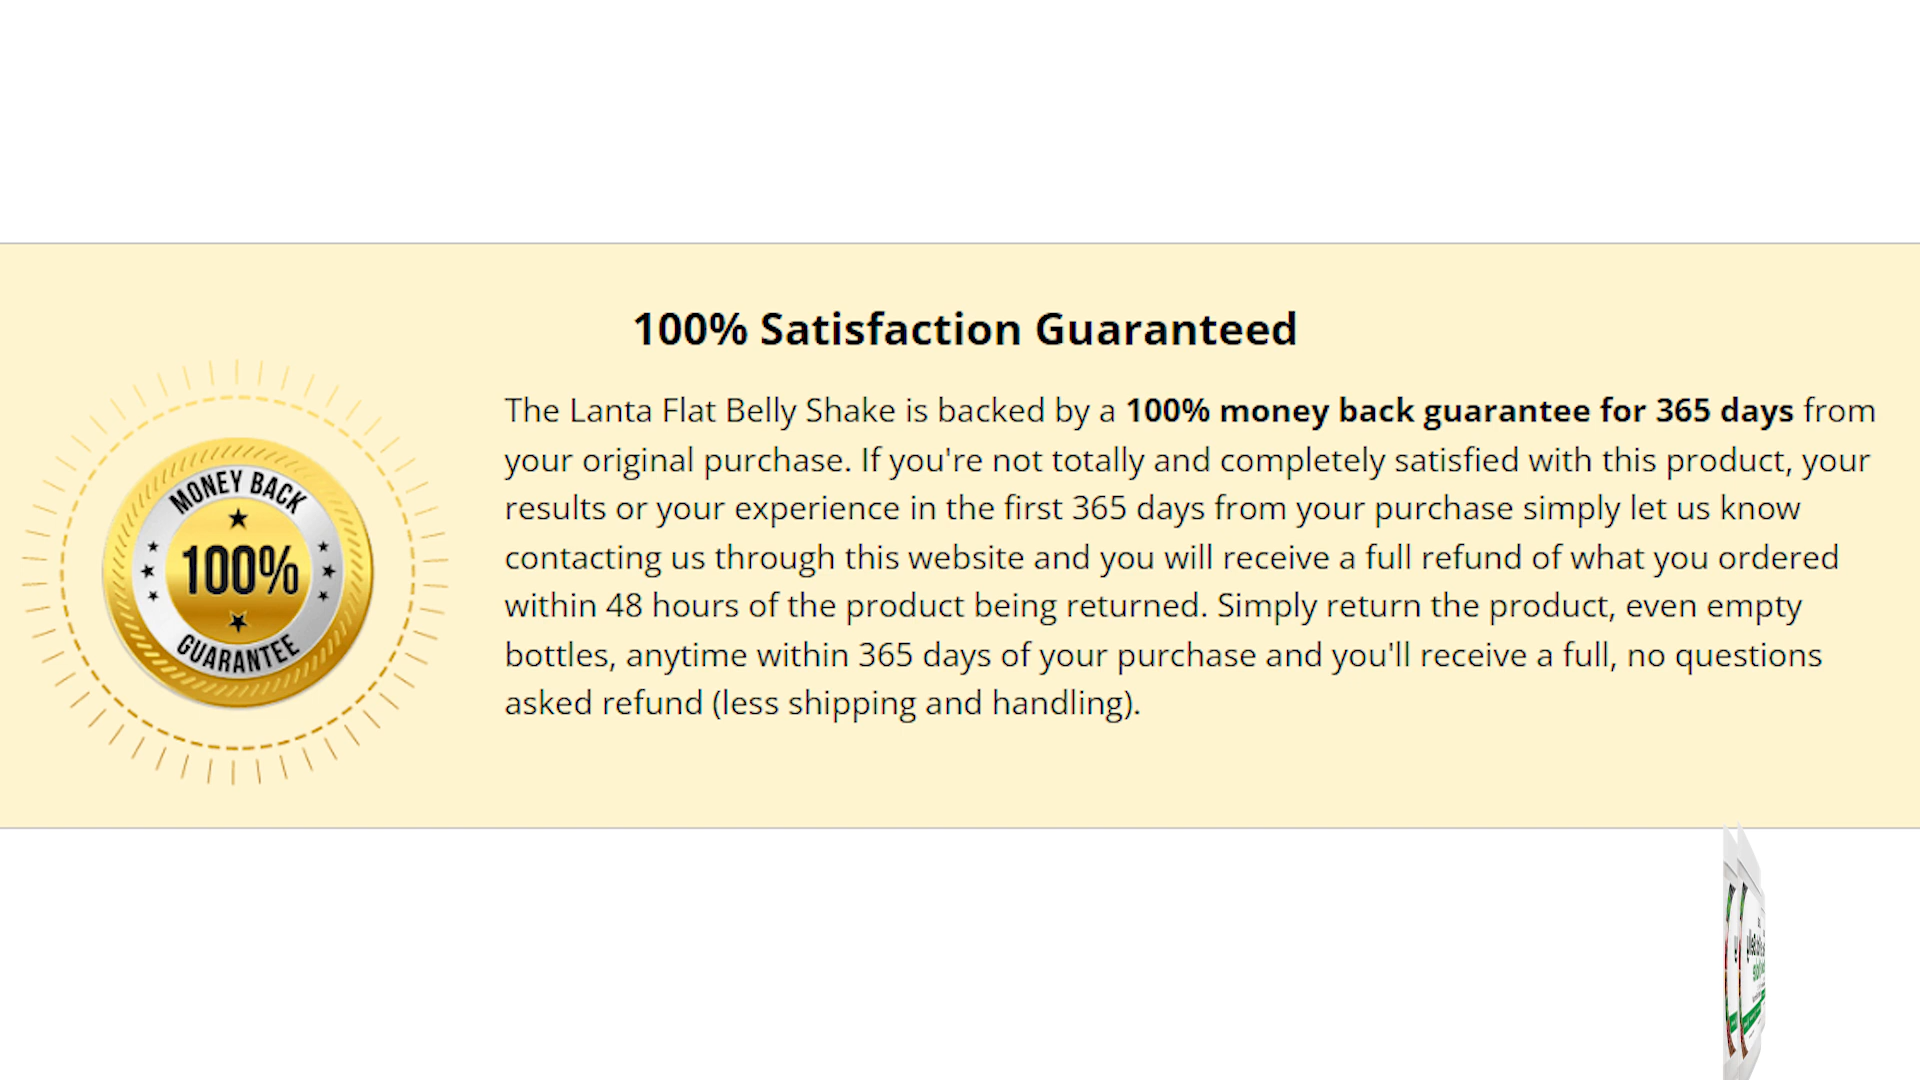 100% Satisfaction Guaranteed
The Lanta Flat Belly Shake is backed by a 100% money back guarantee for 365 days from
your original purchase. If you're not totally and completely satisfied with this product, your
results or your experience in the first 365 days from your purchase simply let us know
contacting us through this website and you will receive a full refund of what you ordered
within 48 hours of the product being returned. Simply return the product, even empty
bottles, anytime within 365 days of your purchase and you'll receive a full, no questions
asked refund (less shipping and handling).
MONEY BACK
100%
GUARANTEE